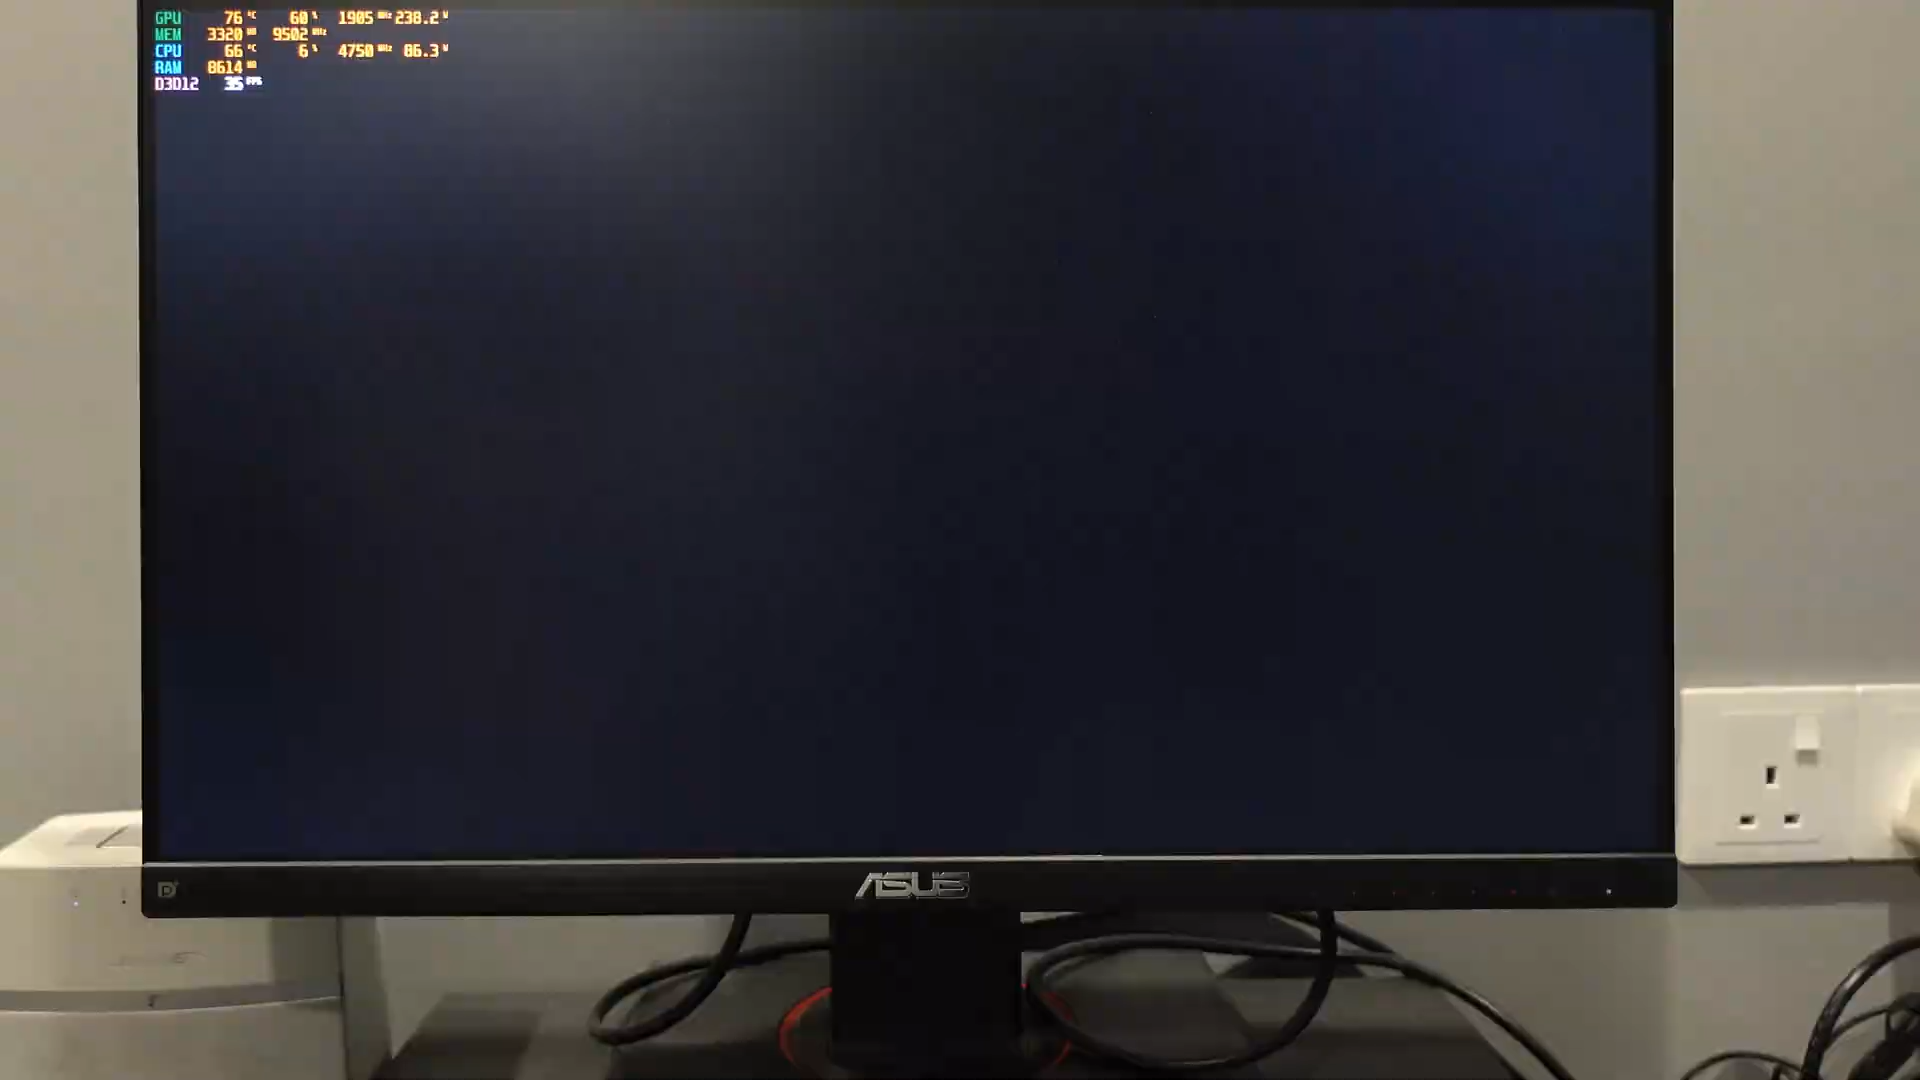 GPU 76 °C 60 % 1905 MHz 238.2 W
MEM 3320 MB 9502 MHz
CPU 66 °C 6 % 4750 MHz 86.3 W
RAM 8614 MB
D3D12 35 FPS
ASUS